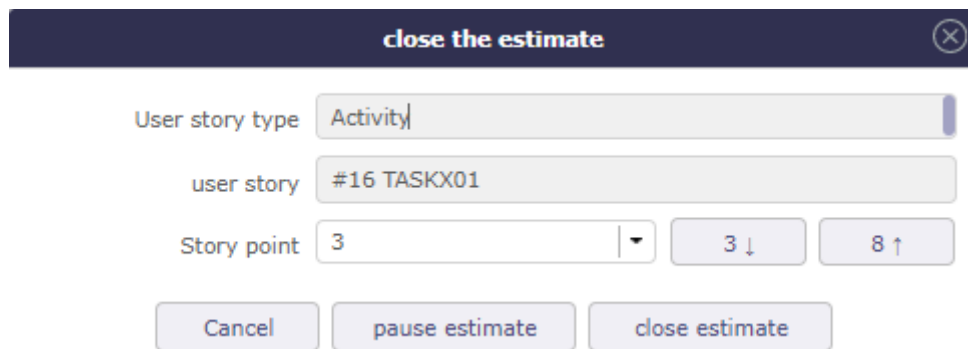 close the estimate
User story type Activity
user story #16 TASKX01
Story point 3 3 ↓ 8 ↑
Cancel pause estimate close estimate